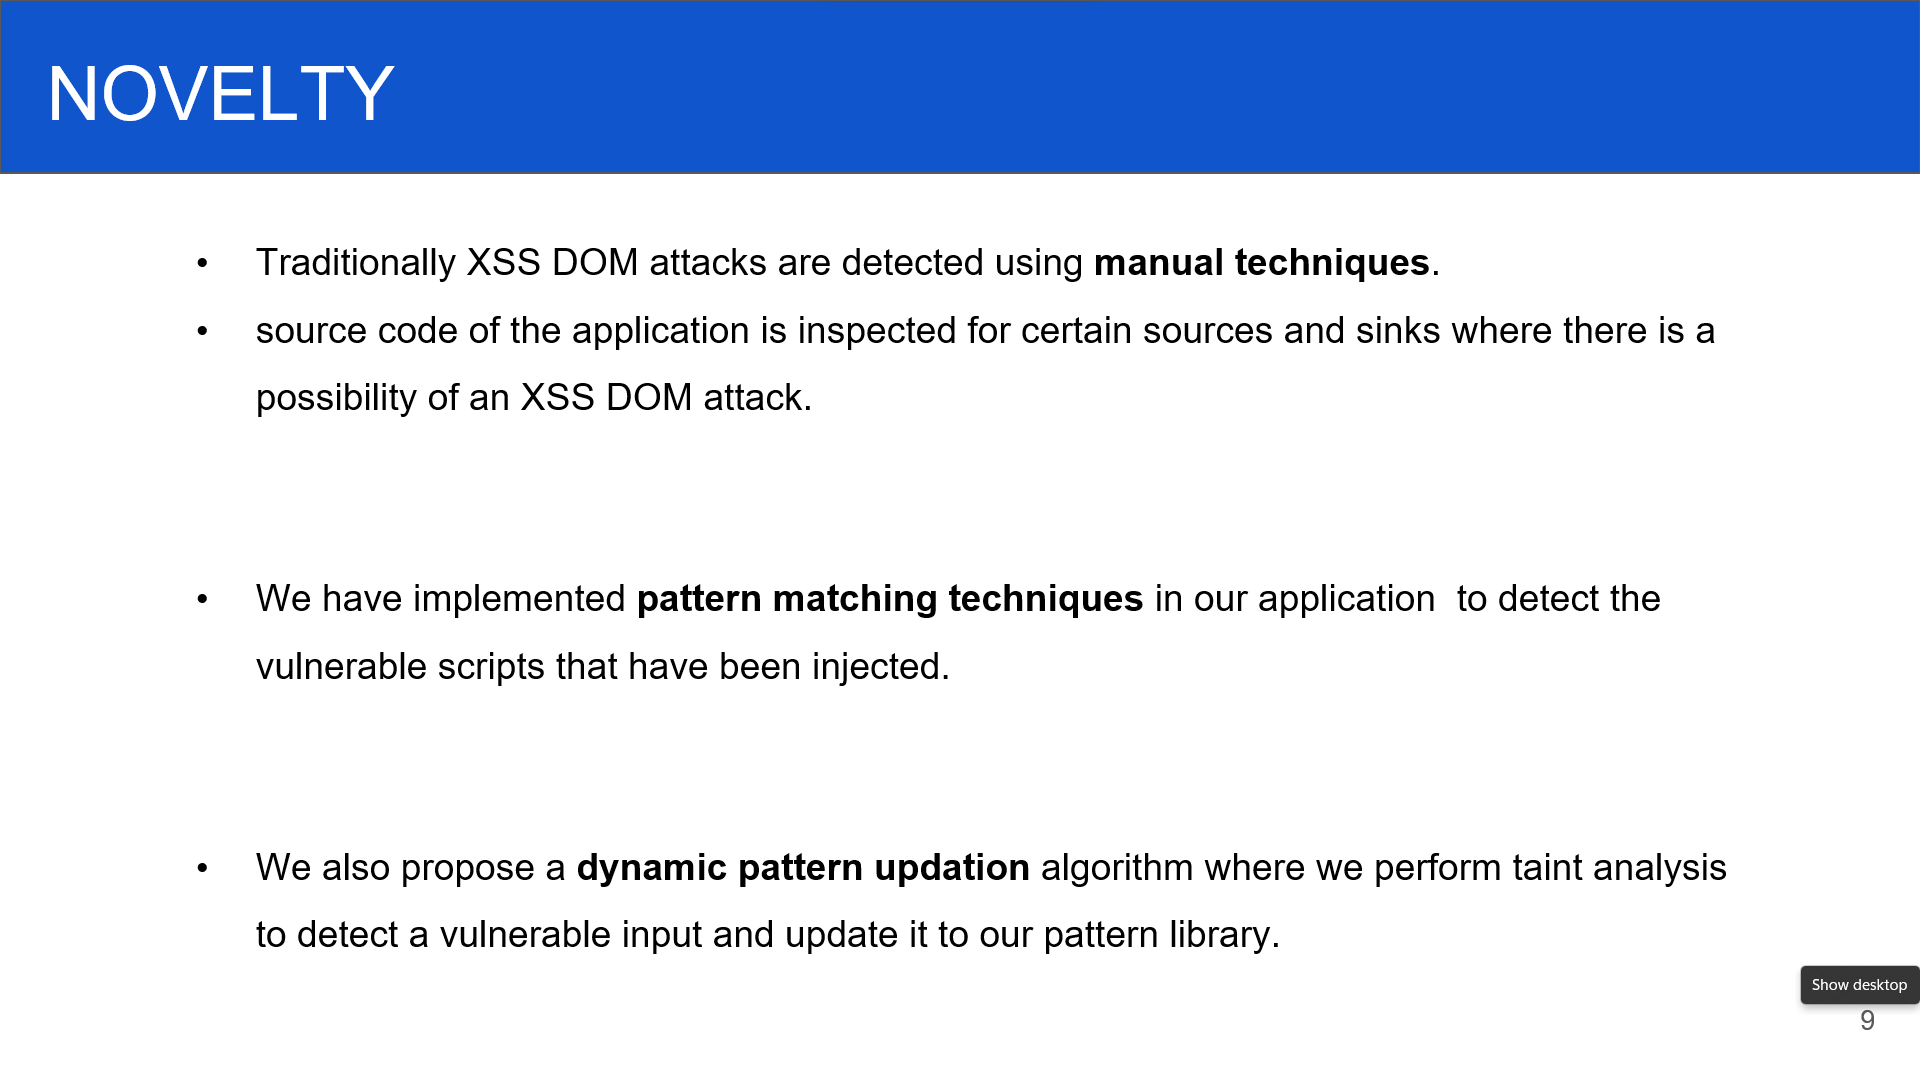 NOVELTY
• Traditionally XSS DOM attacks are detected using manual techniques.
• source code of the application is inspected for certain sources and sinks where there is a
possibility of an XSS DOM attack.
• We have implemented pattern matching techniques in our application  to detect the
vulnerable scripts that have been injected.
• We also propose a dynamic pattern updation algorithm where we perform taint analysis
to detect a vulnerable input and update it to our pattern library.
Show desktop
9